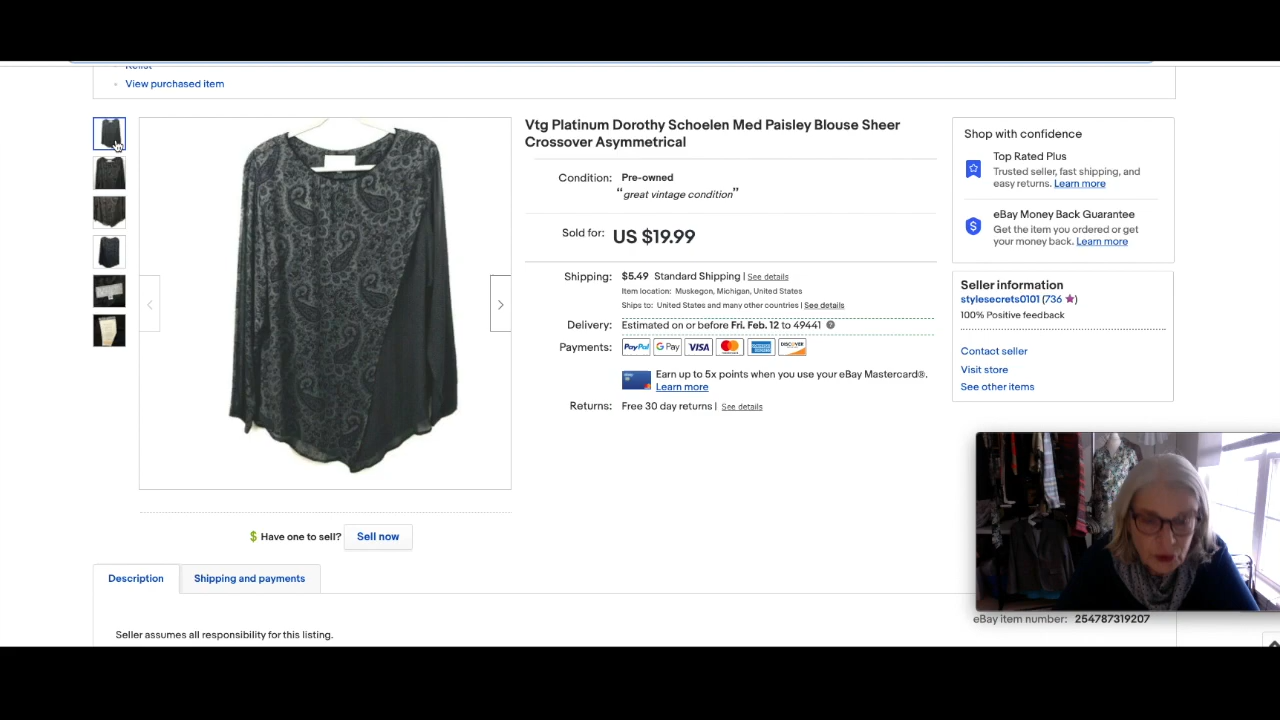 View purchased item
Vtg Platinum Dorothy Schoelen Med Paisley Blouse Sheer
Crossover Asymmetrical
Condition: Pre-owned
“great vintage condition”
Sold for: US $19.99
Shipping: $5.49 Standard Shipping | See details
Item location: Muskegon, Michigan, United States
Ships to: United States and many other countries | See details
Delivery: Estimated on or before Fri. Feb. 12 to 49441
Payments: PayPal G Pay VISA DISCOVER
Earn up to 5x points when you use your eBay Mastercard®.
Learn more
Returns: Free 30 day returns | See details
Shop with confidence
Top Rated Plus
Trusted seller, fast shipping, and
easy returns. Learn more
eBay Money Back Guarantee
Get the item you ordered or get
your money back. Learn more
Seller information
stylesecrets0101 (736 )
100% Positive feedback
Contact seller
Visit store
See other items
$ Have one to sell? Sell now
Description
Shipping and payments
eBay item number: 254787319207
Seller assumes all responsibility for this listing.